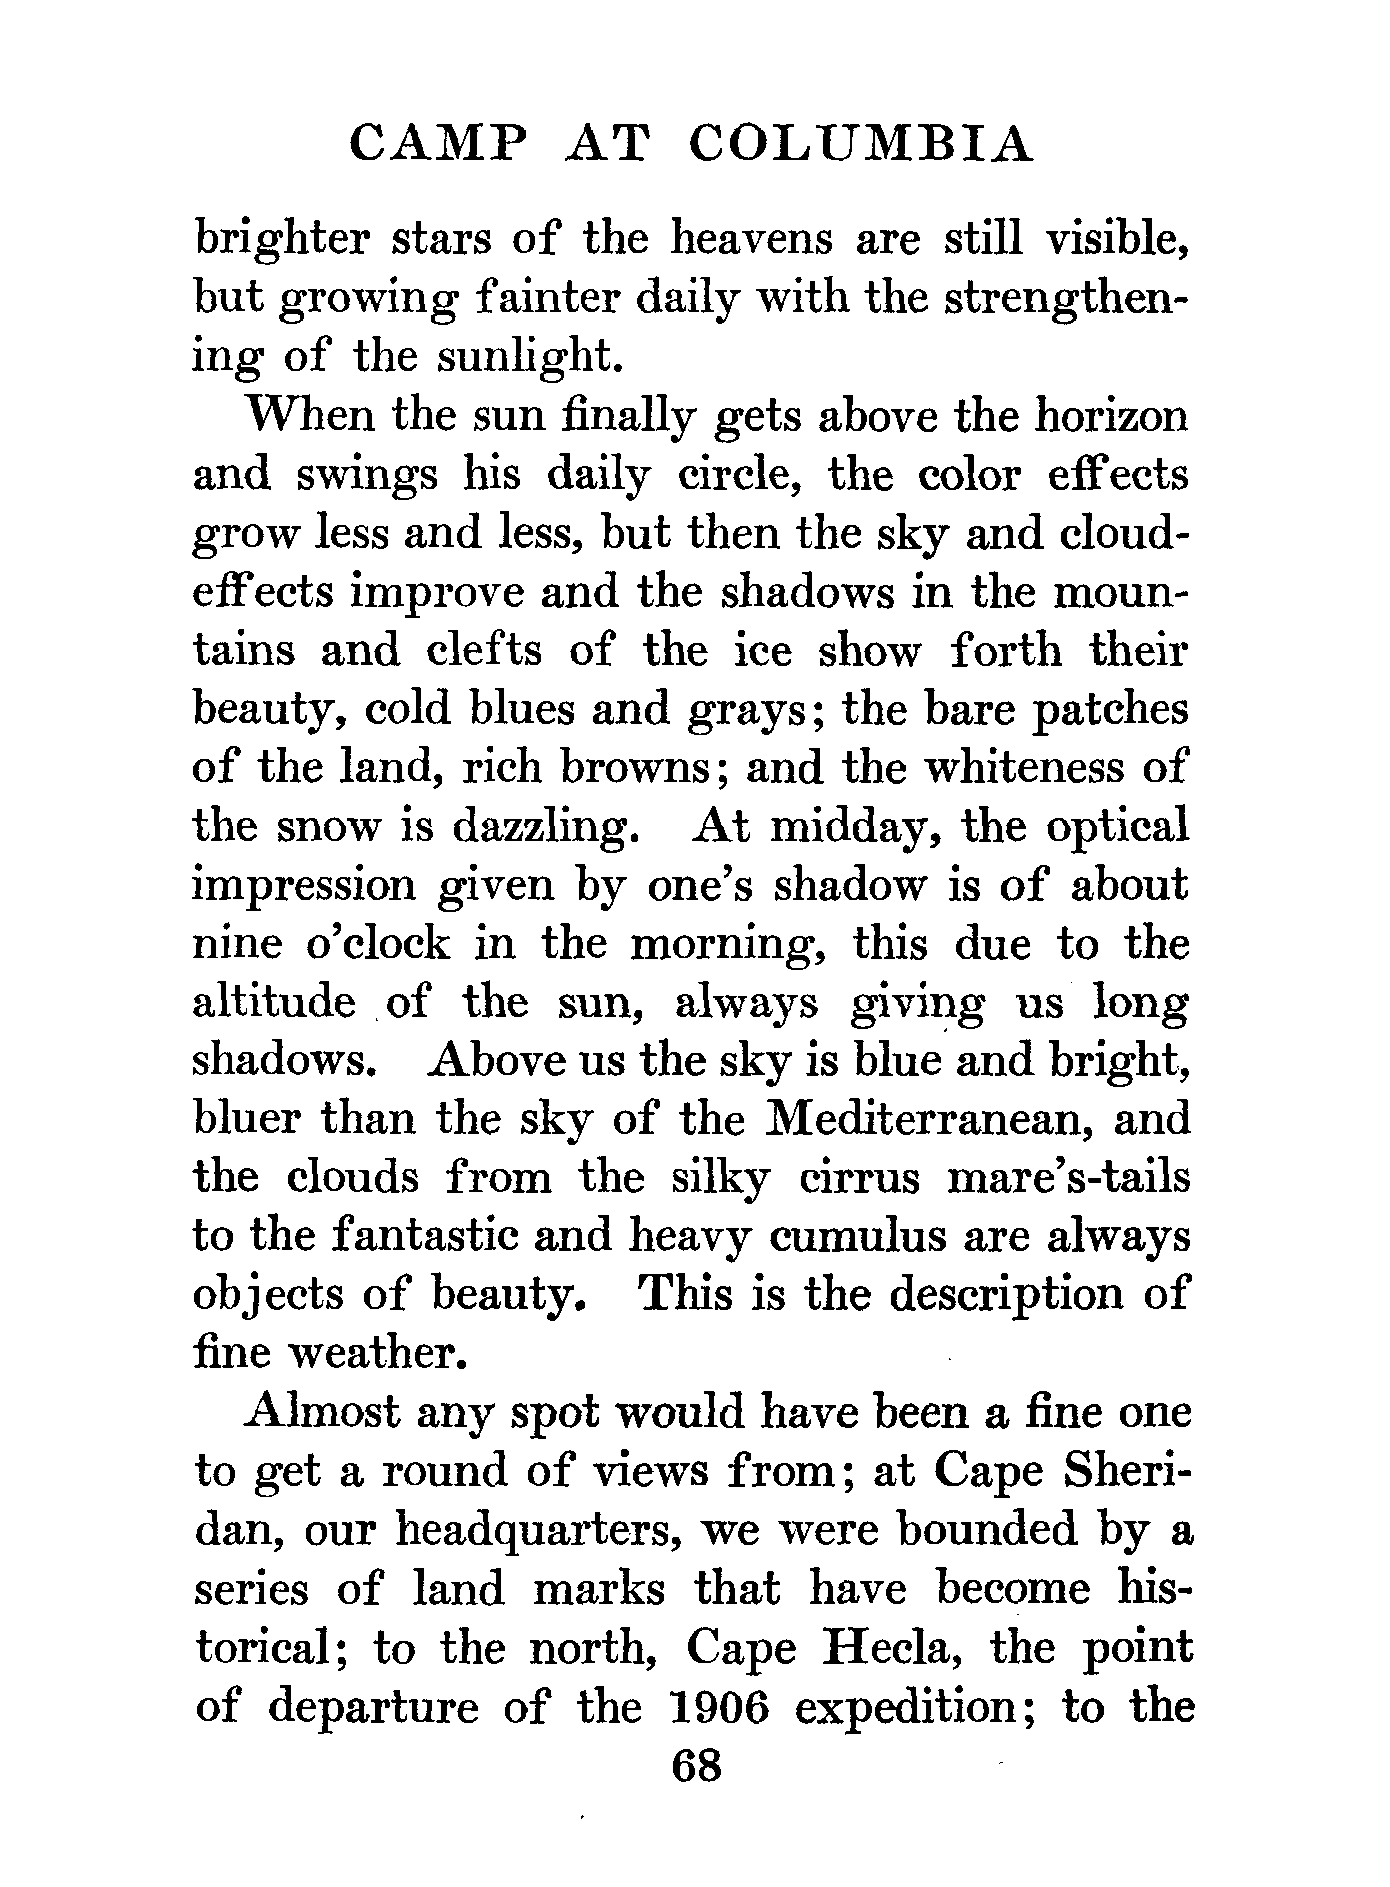 CAMP AT COLUMBIA
brighter stars of the heavens are still visible,
but growing fainter daily with the strengthen-
ing of the sunlight.
When the sun finally gets above the horizon
and swings his daily circle, the color effects
grow less and less, but then the sky and cloud-
effects improve and the shadows in the moun-
tains and clefts of the ice show forth their
beauty, cold blues and grays; the bare patches
of the land, rich browns; and the whiteness of
the snow is dazzling. At midday, the optical
impression given by one's shadow is of about
nine o'clock in the morning, this due to the
altitude of the sun, always giving us long
shadows. Above us the sky is blue and bright,
bluer than the sky of the Mediterranean, and
the clouds from the silky cirrus mare's-tails
to the fantastic and heavy cumulus are always
objects of beauty. This is the description of
fine weather.
Almost any spot would have been a fine one
to get a round of views from; at Cape Sheri-
dan, our headquarters, we were bounded by a
series of land marks that have become his-
torical; to the north, Cape Hecla, the point
of departure of the 1906 expedition; to the
68